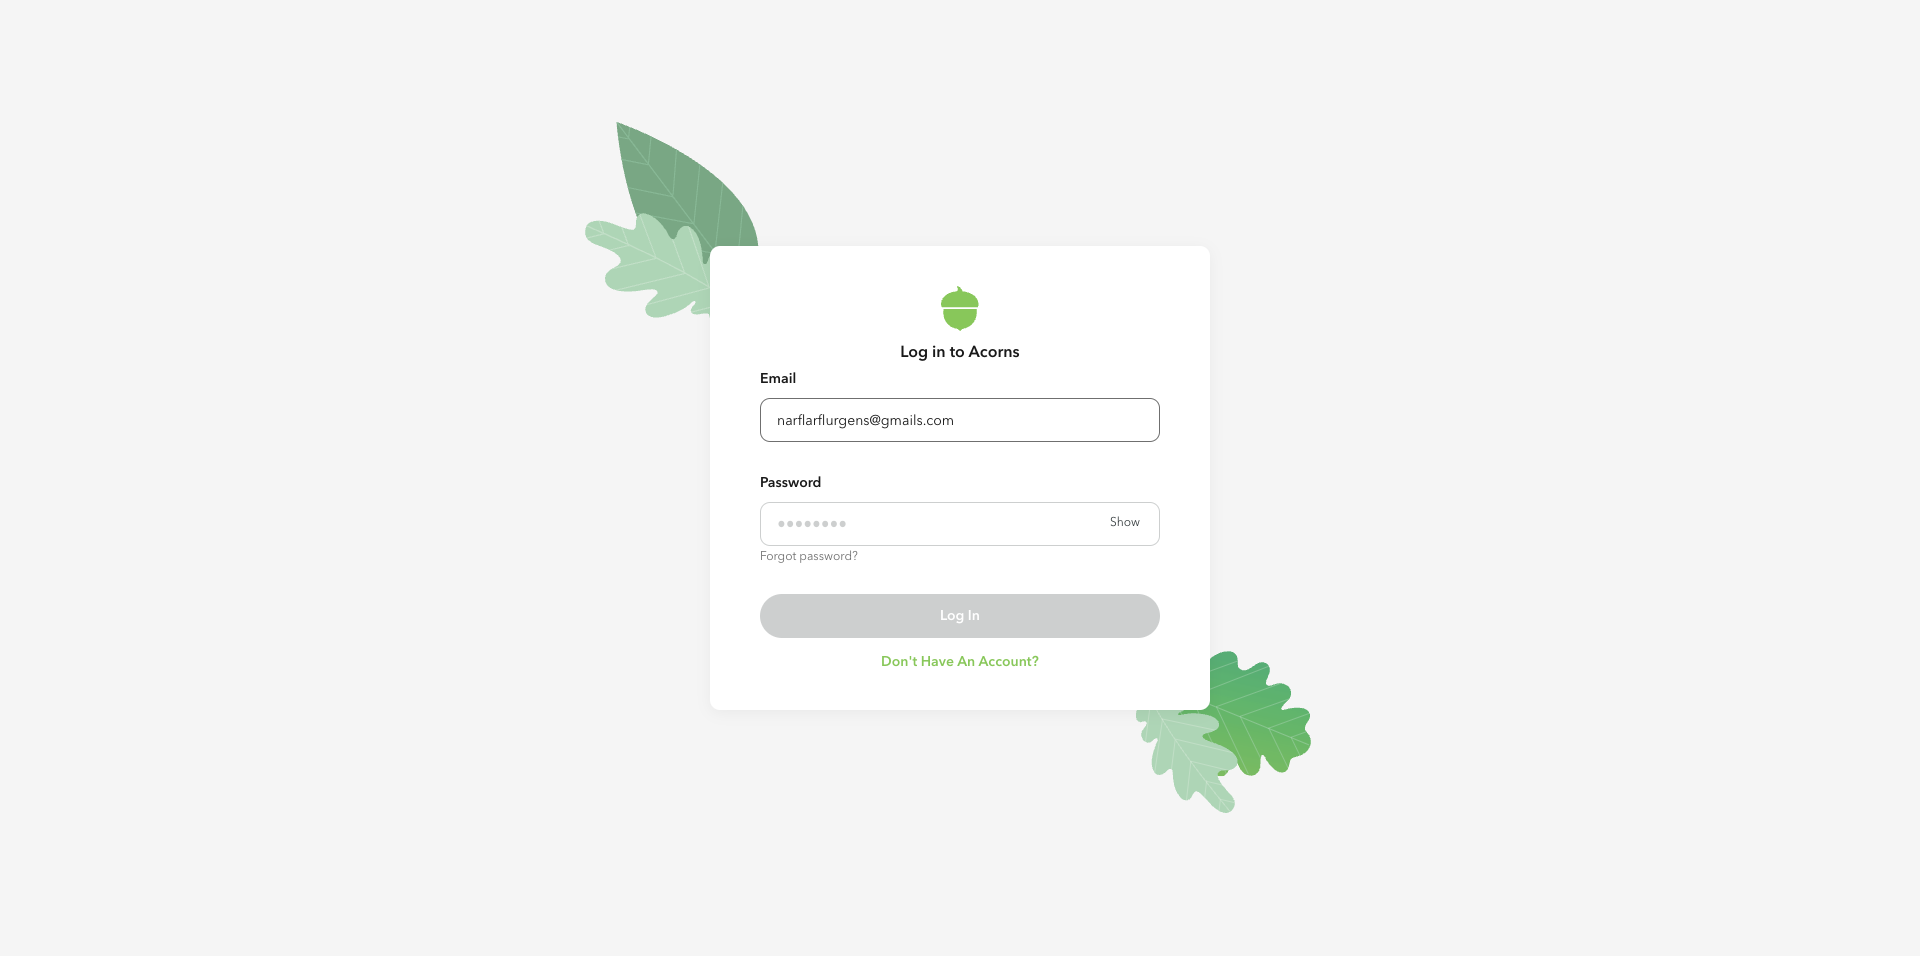 Log in to Acorns
Email
narflarflurgens@gmails.com
Password
Show
Forgot password?
Log In
Don't Have An Account?